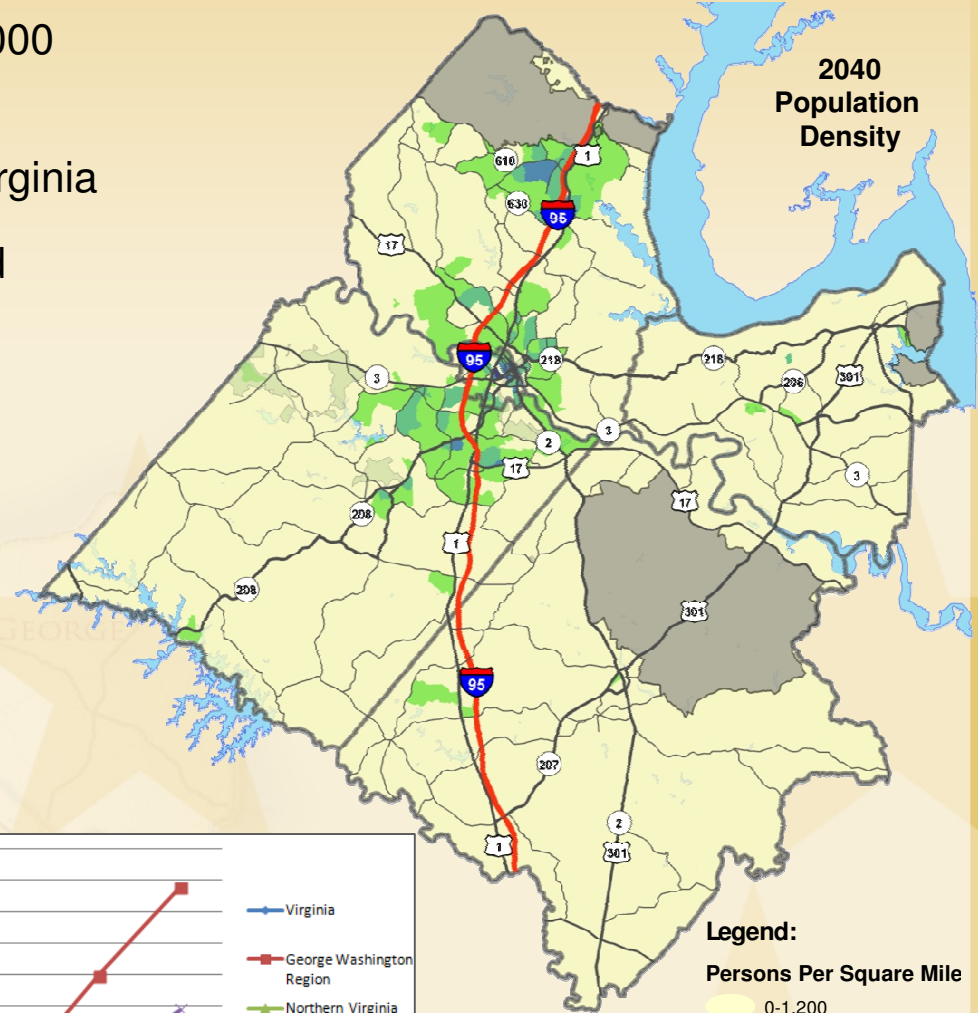 000
rginia
d
2040
Population
Density
1
610
630
95
17
95
218
218
3
206
301
3
2
17
3
17
208
1
208
301
GEORGE
95
207
2
1
301
Virginia
George Washington
Region
Northern Virginia
Legend:
Persons Per Square Mile
0-1,200